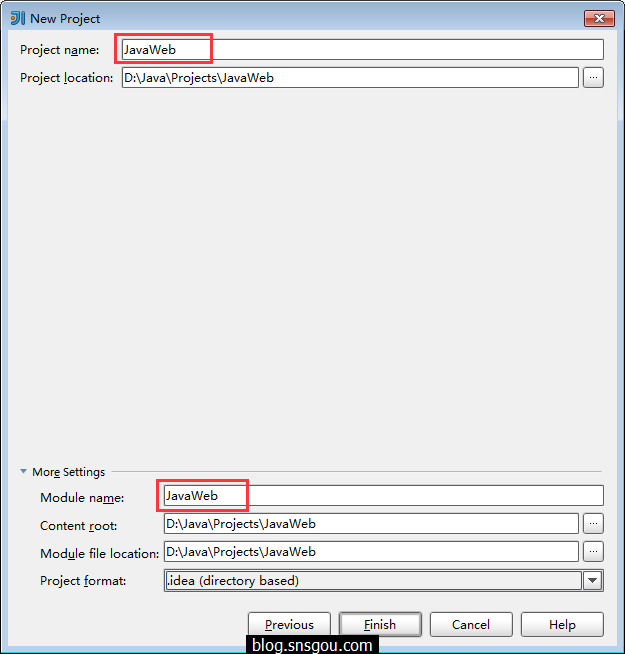 New Project
Project name: JavaWeb
Project location: D:\Java\Projects\JavaWeb ...
More Settings
Module name: JavaWeb
Content root: D:\Java\Projects\JavaWeb ...
Module file location: D:\Java\Projects\JavaWeb ...
Project format: .idea (directory based)
Previous Finish Cancel Help
blog.snsgou.com